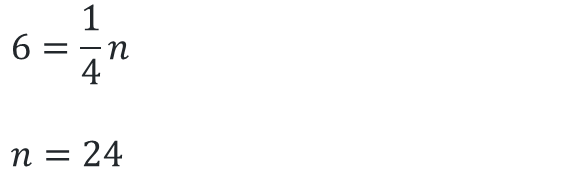 6 = 1/4 n
n = 24